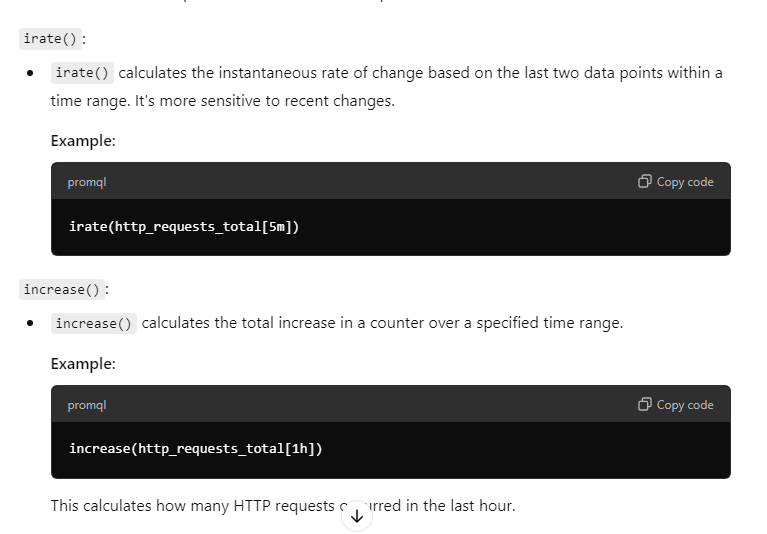 irate():
irate() calculates the instantaneous rate of change based on the last two data points within a
time range. It's more sensitive to recent changes.
Example:
promql
Copy code
irate(http_requests_total[5m])
increase():
increase() calculates the total increase in a counter over a specified time range.
Example:
promql
Copy code
increase(http_requests_total[1h])
This calculates how many HTTP requests occurred in the last hour.